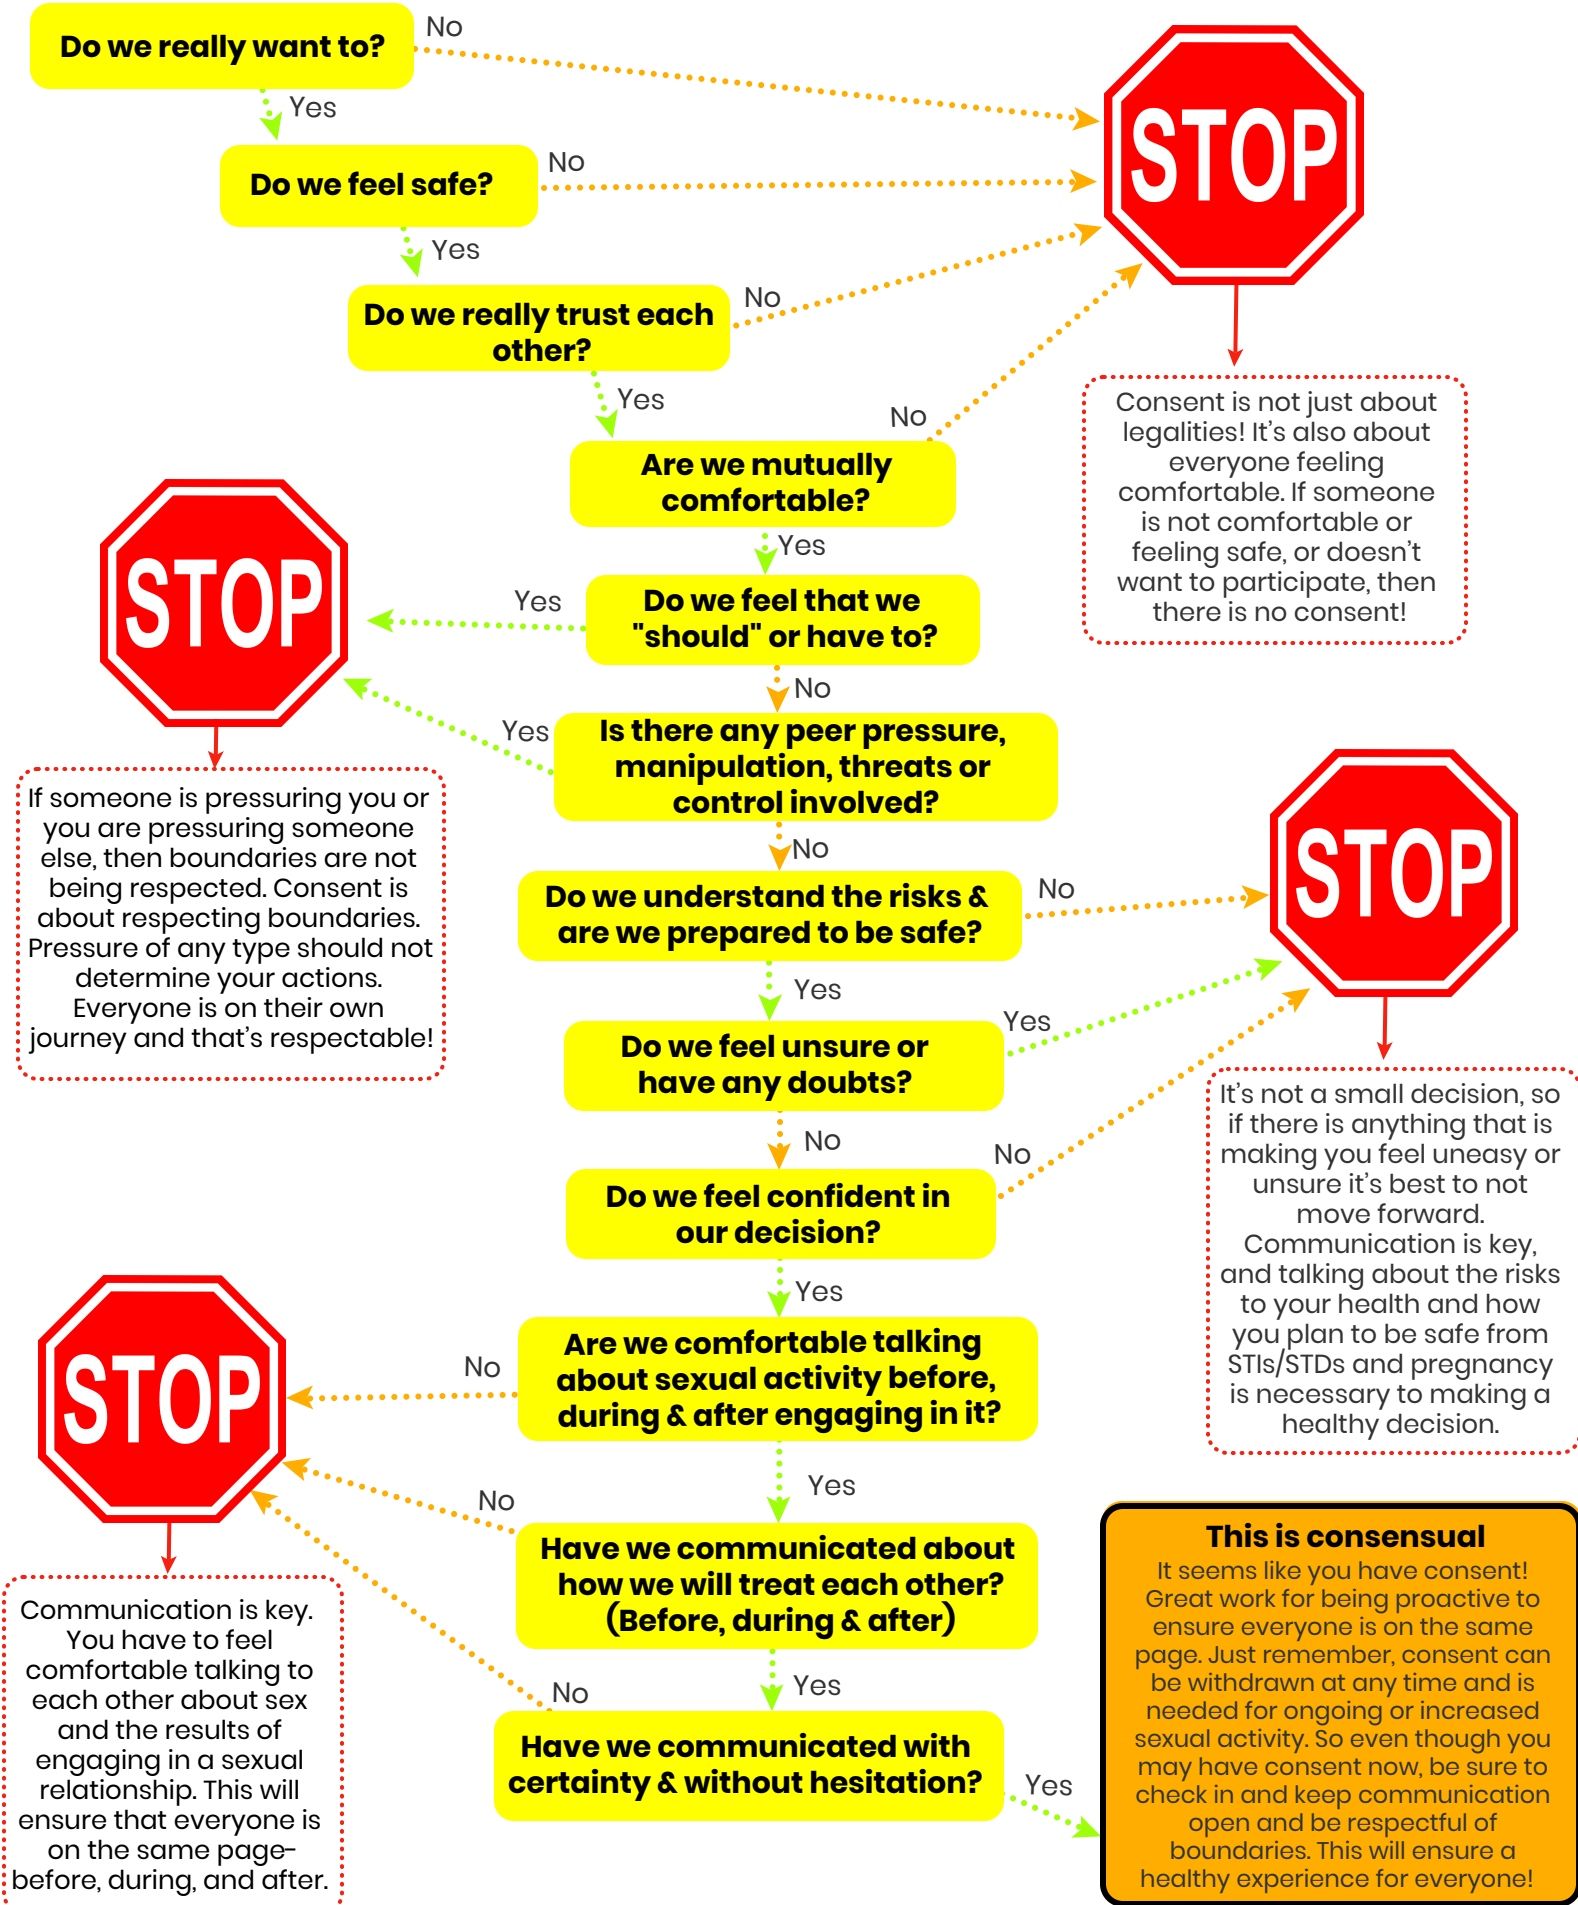 Do we really want to?
No
Yes
STOP
Do we feel safe?
No
Yes
Do we really trust each
other?
No
Yes
Are we mutually
comfortable?
No
Yes
Consent is not just about
legalities! It’s also about
everyone feeling
comfortable. If someone
is not comfortable or
feeling safe, or doesn’t
want to participate, then
there is no consent!
Do we feel that we
"should" or have to?
Yes
No
STOP
Is there any peer pressure,
manipulation, threats or
control involved?
Yes
No
If someone is pressuring you or
you are pressuring someone
else, then boundaries are not
being respected. Consent is
about respecting boundaries.
Pressure of any type should not
determine your actions.
Everyone is on their own
journey and that’s respectable!
Do we understand the risks &
are we prepared to be safe?
No
Yes
STOP
Do we feel unsure or
have any doubts?
Yes
No
Do we feel confident in
our decision?
No
Yes
It’s not a small decision, so
if there is anything that is
making you feel uneasy or
unsure it’s best to not
move forward.
Communication is key,
and talking about the risks
to your health and how
you plan to be safe from
STIs/STDs and pregnancy
is necessary to making a
healthy decision.
Are we comfortable talking
about sexual activity before,
during & after engaging in it?
No
Yes
STOP
Have we communicated about
how we will treat each other?
(Before, during & after)
No
Yes
Communication is key.
You have to feel
comfortable talking to
each other about sex
and the results of
engaging in a sexual
relationship. This will
ensure that everyone is
on the same page-
before, during, and after.
Have we communicated with
certainty & without hesitation?
No
Yes
This is consensual
It seems like you have consent!
Great work for being proactive to
ensure everyone is on the same
page. Just remember, consent can
be withdrawn at any time and is
needed for ongoing or increased
sexual activity. So even though you
may have consent now, be sure to
check in and keep communication
open and be respectful of
boundaries. This will ensure a
healthy experience for everyone!